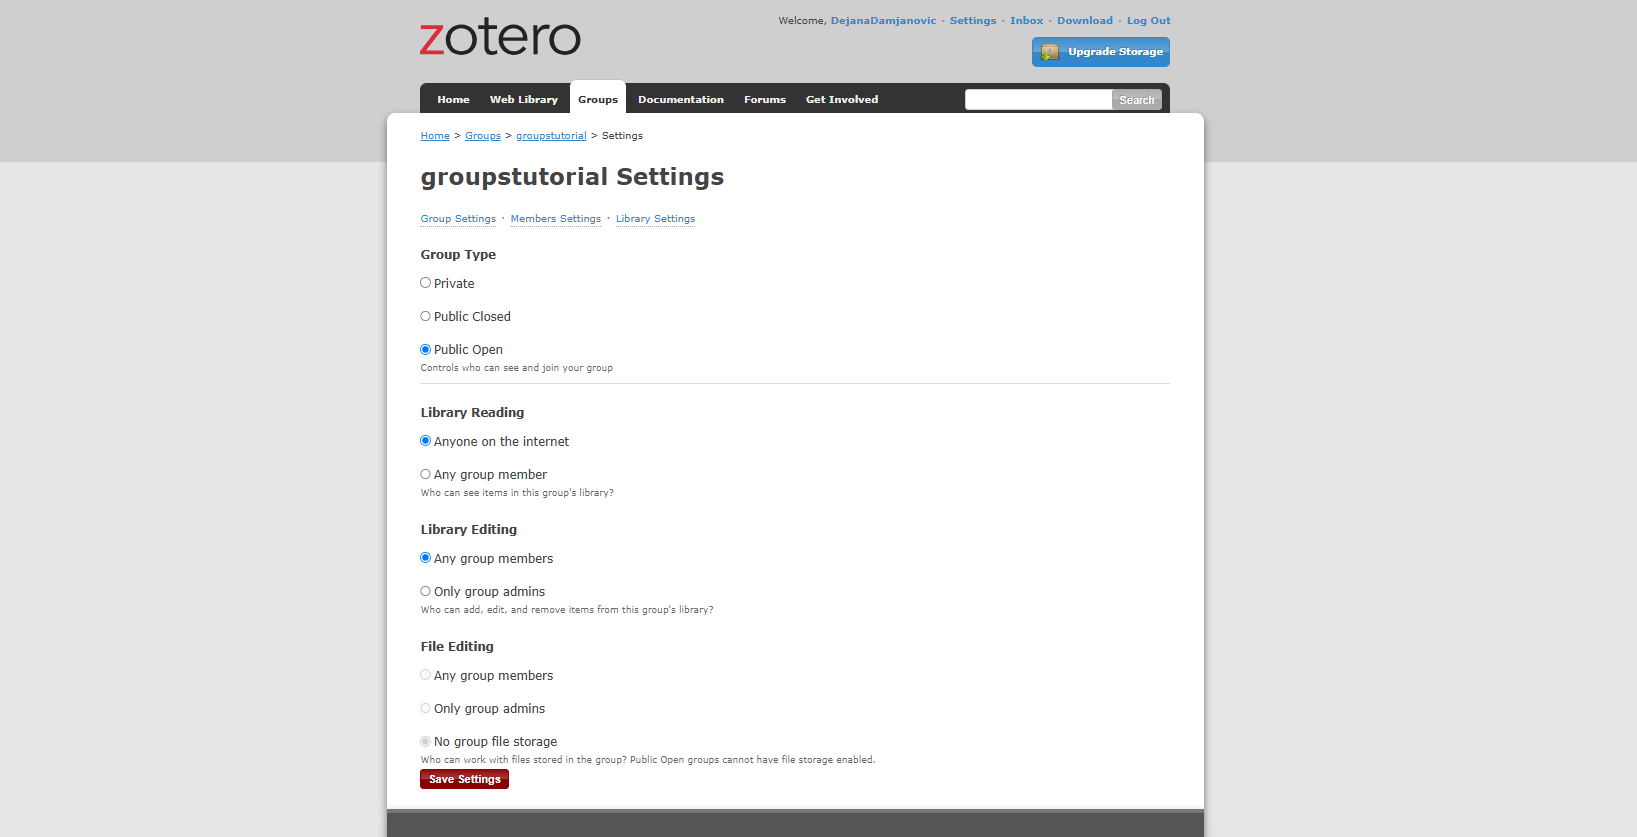 zotero
Welcome, DejanaDamjanovic · Settings · Inbox · Download · Log Out
Upgrade Storage
Home Web Library Groups Documentation Forums Get Involved Search
Home > Groups > groupstutorial > Settings
groupstutorial Settings
Group Settings · Members Settings · Library Settings
Group Type
Private
Public Closed
Public Open
Controls who can see and join your group
Library Reading
Anyone on the internet
Any group member
Who can see items in this group's library?
Library Editing
Any group members
Only group admins
Who can add, edit, and remove items from this group's library?
File Editing
Any group members
Only group admins
No group file storage
Who can work with files stored in the group? Public Open groups cannot have file storage enabled.
Save Settings